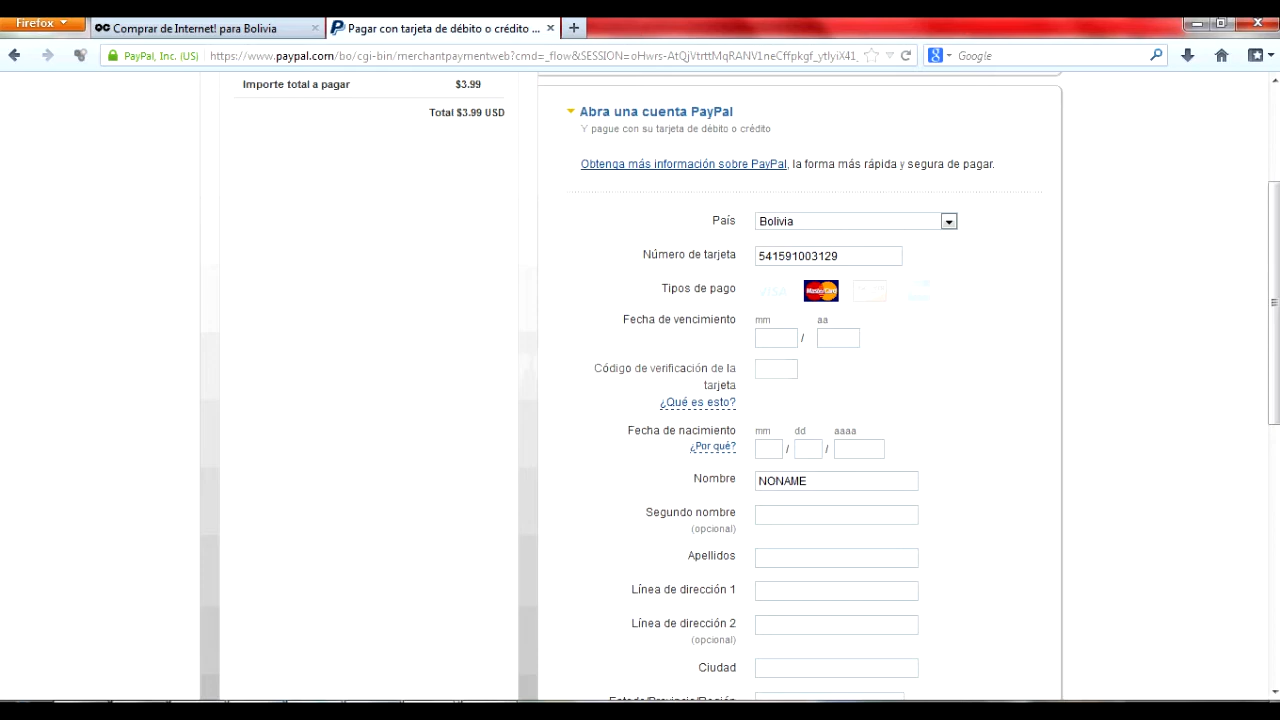 Firefox
Comprar de Internet! para Bolivia
Pagar con tarjeta de débito o crédito ...
PayPal, Inc. (US)
https://www.paypal.com/bo/cgi-bin/merchantpaymentweb?cmd=_flow&SESSION=
Google
Importe total a pagar $3.99
Total $3.99 USD
Abra una cuenta PayPal
Y pague con su tarjeta de débito o crédito
Obtenga más información sobre PayPal, la forma más rápida y segura de pagar.
País Bolivia
Número de tarjeta 541591003129
Tipos de pago VISA MasterCard
Fecha de vencimiento mm aa
/
Código de verificación de la
tarjeta
¿Qué es esto?
Fecha de nacimiento mm dd aaaa
¿Por qué? / /
Nombre NONAME
Segundo nombre
(opcional)
Apellidos
Línea de dirección 1
Línea de dirección 2
(opcional)
Ciudad
Estado/Provincia/Región